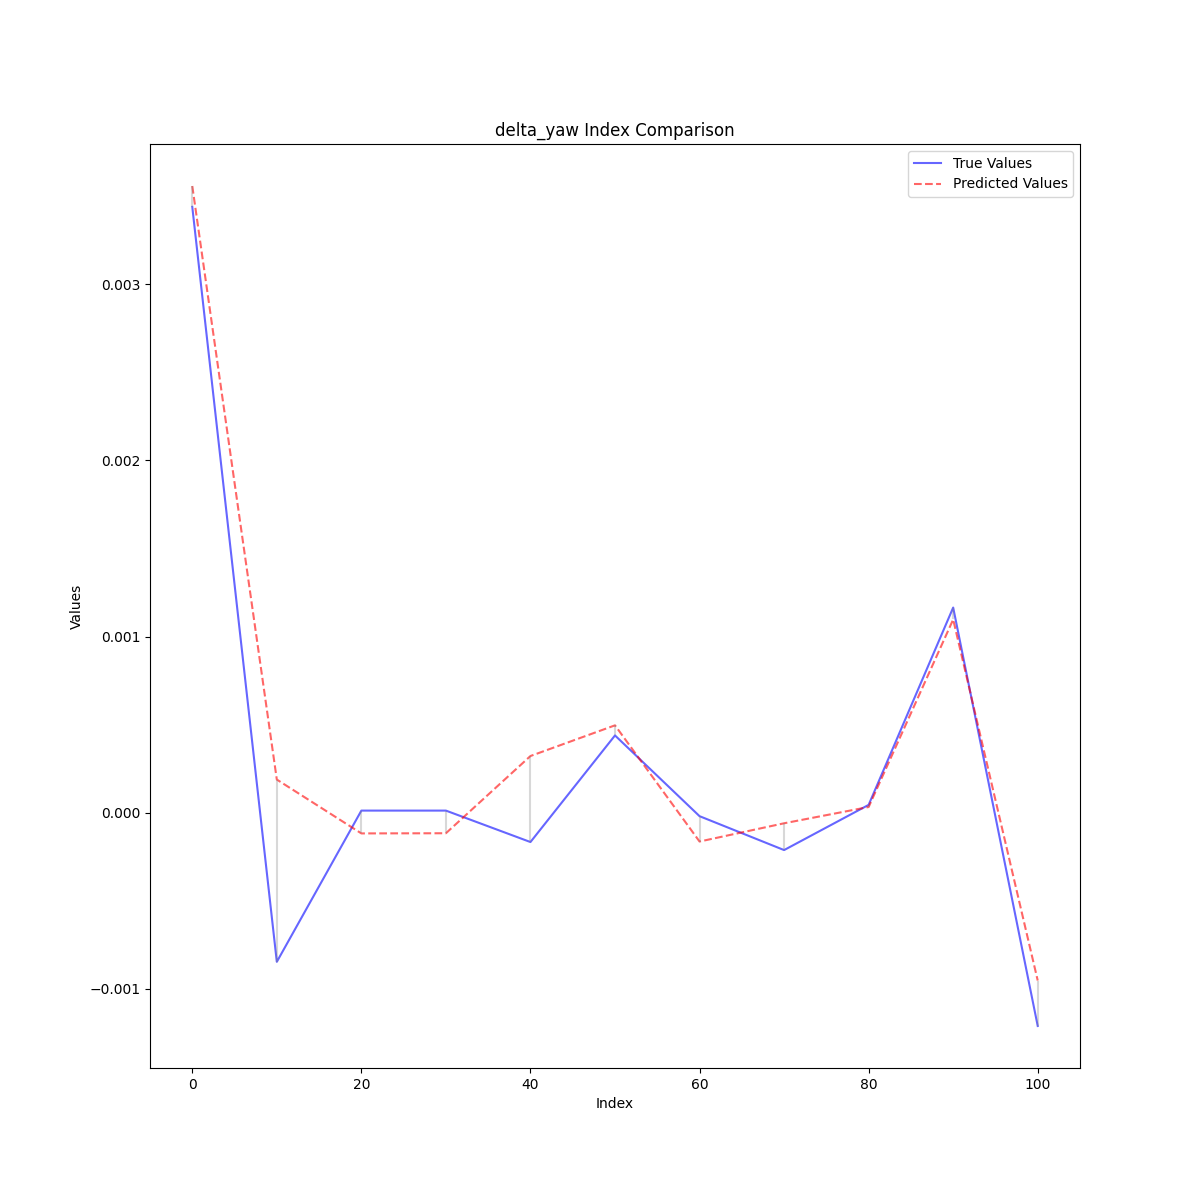 delta_yaw Index Comparison
True Values
Predicted Values
0.003
0.002
0.001
0.000
−0.001
Values
0
20
40
60
80
100
Index